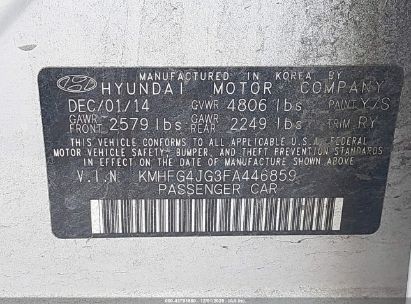 MANUFACTURED IN KOREA BY
HYUNDAI MOTOR COMPANY
DEC/01/14 GVWR 4806 lbs PAINT Y/S
GAWR FRONT 2579 lbs GAWR REAR 2249 lbs TRIM RY
THIS VEHICLE CONFORMS TO ALL APPLICABLE U.S.A FEDERAL
MOTOR VEHICLE SAFETY, BUMPER, AND THEFT PREVENTION STANDARDS
IN EFFECT ON THE DATE OF MANUFACTURE SHOWN ABOVE.
V.I.N: KMHFG4JG3FA446859
PASSENGER CAR